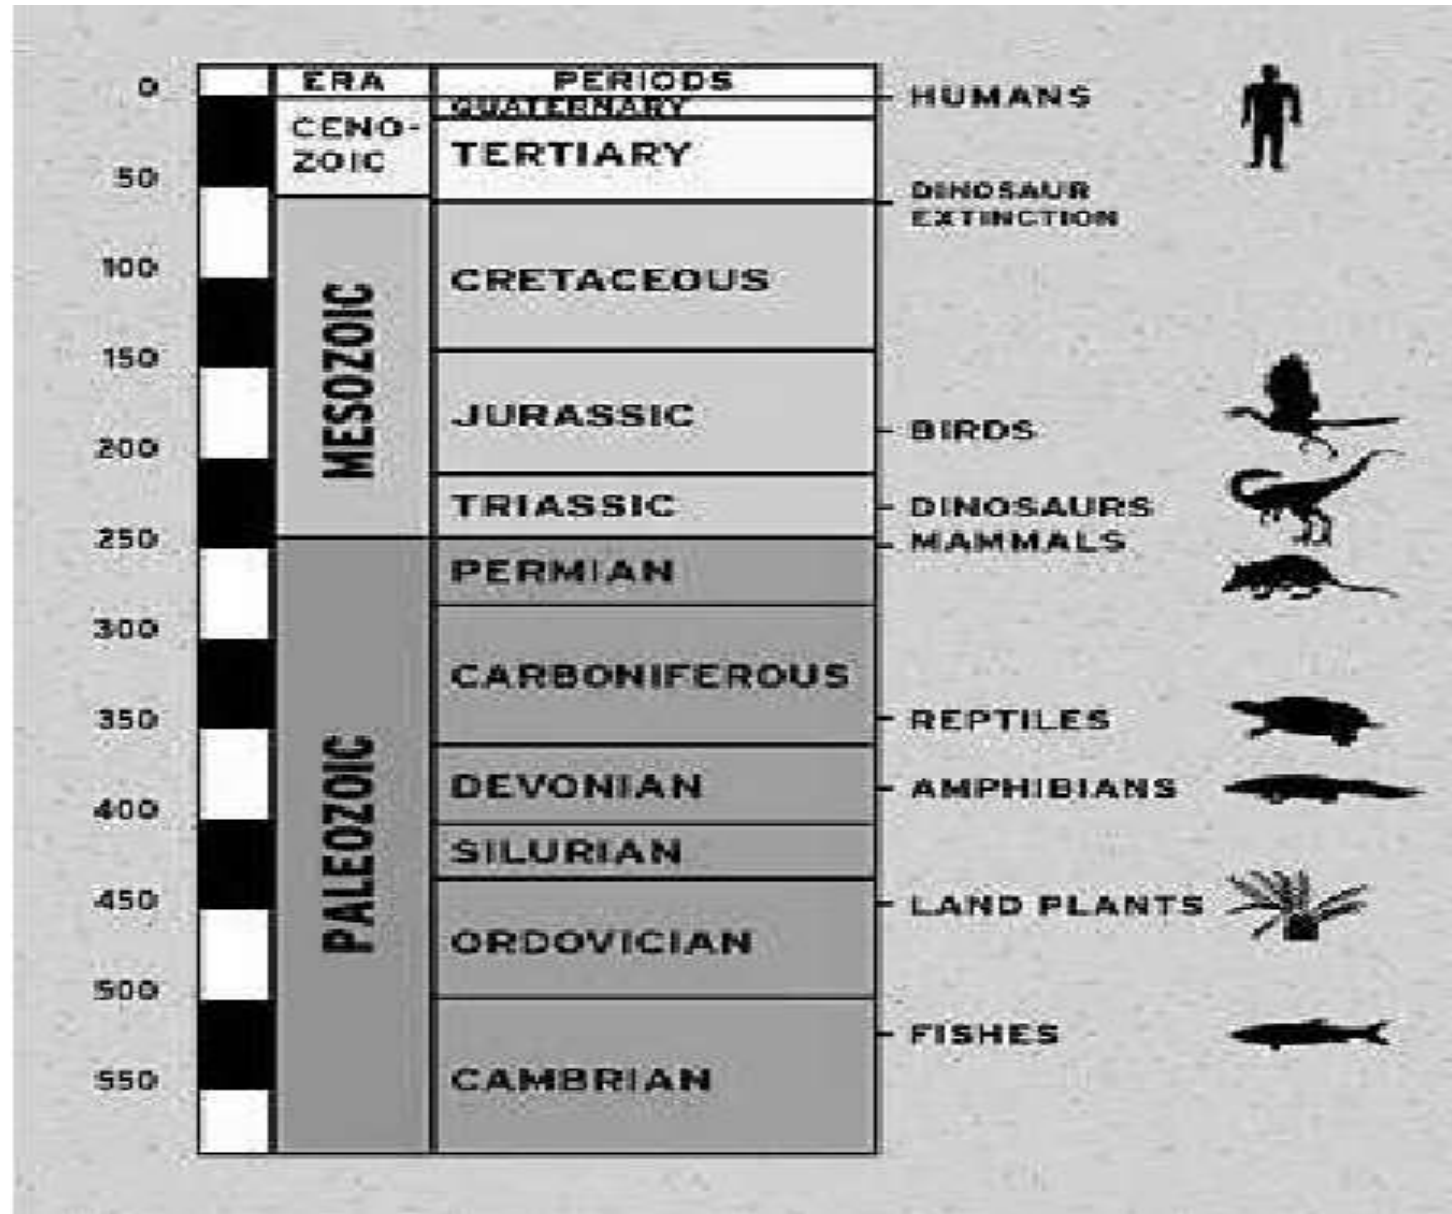 ERA PERIODS
0
QUATERNARY
HUMANS
CENO-
ZOIC
TERTIARY
50
DINOSAUR
EXTINCTION
100
CRETACEOUS
MESOZOIC
150
JURASSIC
BIRDS
200
TRIASSIC
DINOSAURS
250
MAMMALS
PERMIAN
300
CARBONIFEROUS
350
REPTILES
PALEOZOIC
DEVONIAN
AMPHIBIANS
400
SILURIAN
450
LAND PLANTS
ORDOVICIAN
500
FISHES
550
CAMBRIAN